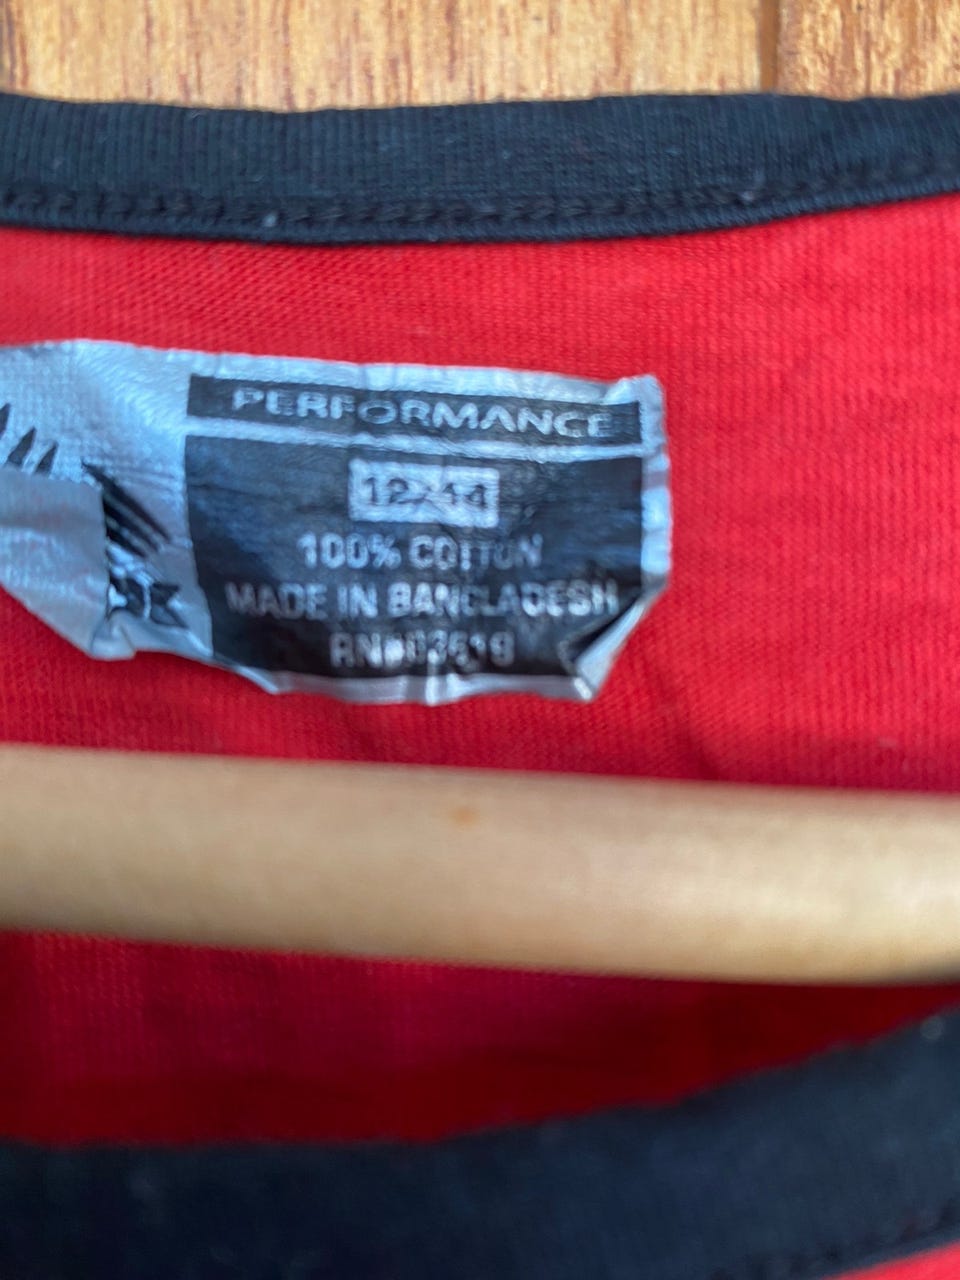 PERFORMANCE
12/14
100% COTTON
MADE IN BANGLADESH